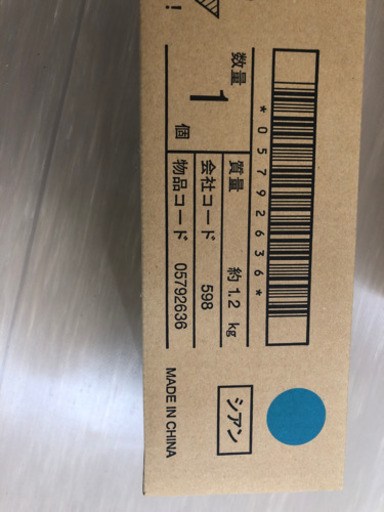 !
*05792636*
数量 1 個
質量 約1.2 kg
会社コード 598
物品コード 05792636
シアン
MADE IN CHINA